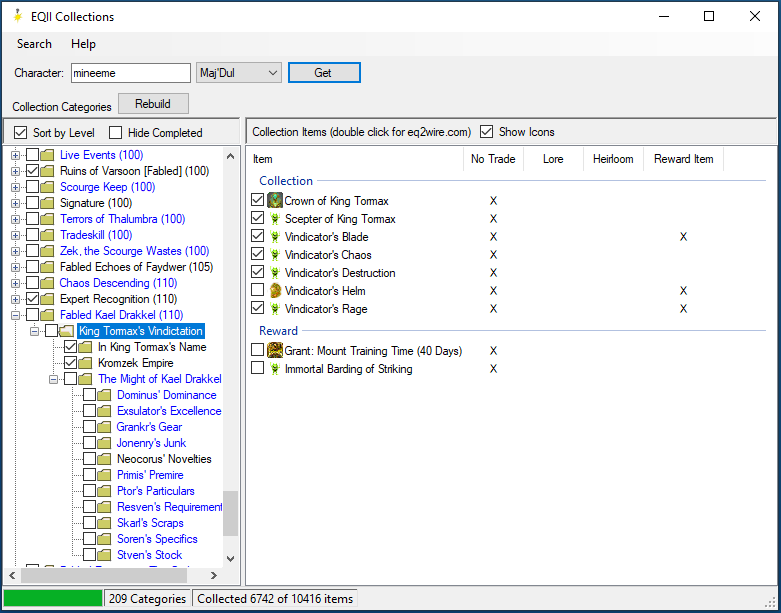 EQII Collections
Search Help
Character: mineeme Maj'Dul Get
Collection Categories Rebuild
Sort by Level Hide Completed
Live Events (100)
Ruins of Varsoon [Fabled] (100)
Scourge Keep (100)
Signature (100)
Terrors of Thalumbra (100)
Tradeskill (100)
Zek, the Scourge Wastes (100)
Fabled Echoes of Faydwer (105)
Chaos Descending (110)
Expert Recognition (110)
Fabled Kael Drakkel (110)
King Tormax's Vindictation
In King Tormax's Name
Kromzek Empire
The Might of Kael Drakkel
Dominus' Dominance
Exsulator's Excellence
Grankr's Gear
Jonenry's Junk
Neocorus' Novelties
Primis' Premire
Ptor's Particulars
Resven's Requirement
Skarl's Scraps
Soren's Specifics
Stven's Stock
Collection Items (double click for eq2wire.com) Show Icons
Item No Trade Lore Heirloom Reward Item
Collection
Crown of King Tormax X
Scepter of King Tormax X
Vindicator's Blade X X
Vindicator's Chaos X
Vindicator's Destruction X
Vindicator's Helm X X
Vindicator's Rage X X
Reward
Grant: Mount Training Time (40 Days) X
Immortal Barding of Striking X
209 Categories Collected 6742 of 10416 items